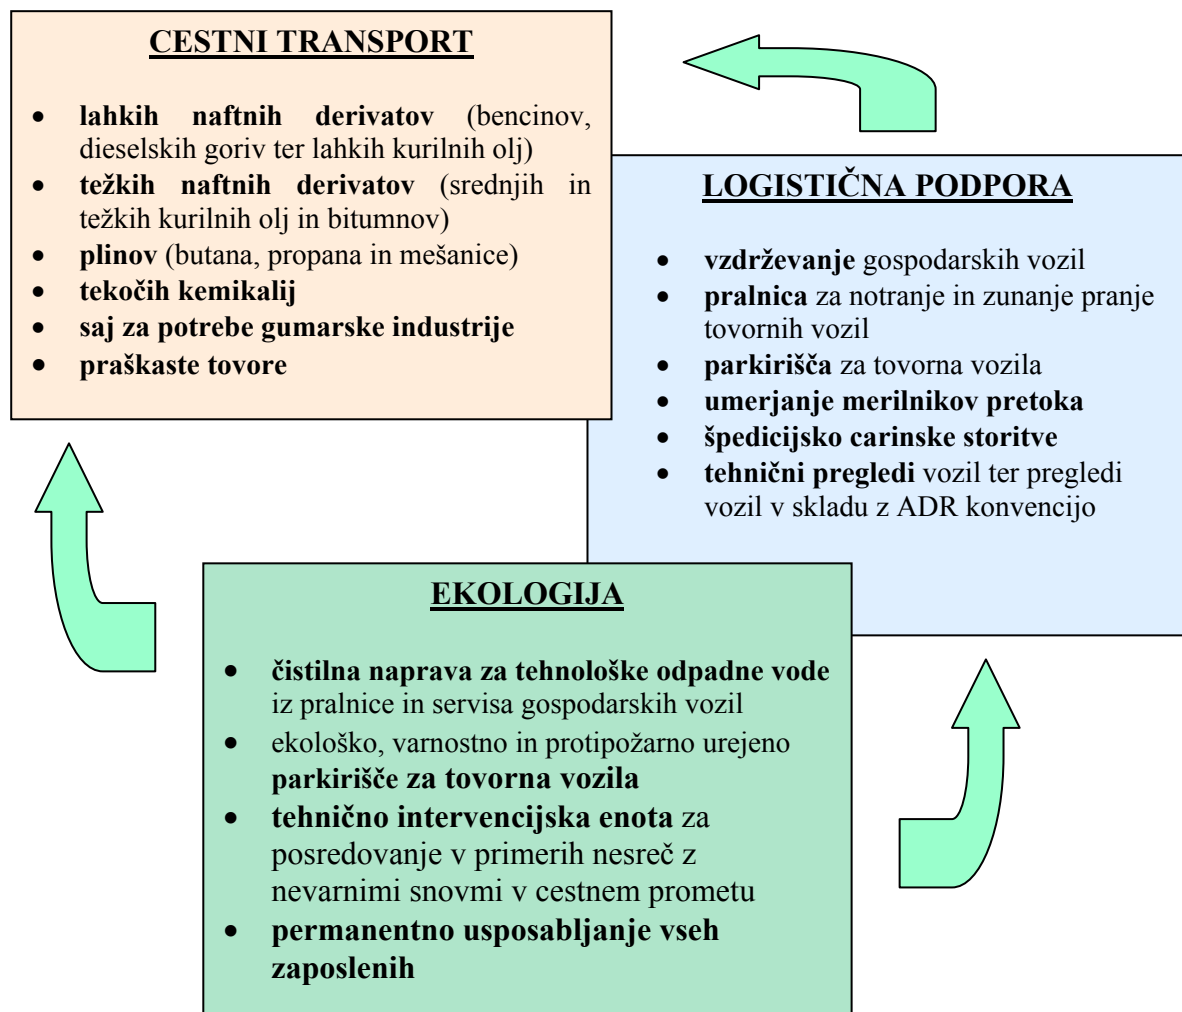 CESTNI TRANSPORT
• lahkih naftnih derivatov (bencinov,
dieselskih goriv ter lahkih kurilnih olj)
• težkih naftnih derivatov (srednjih in
težkih kurilnih olj in bitumnov)
• plinov (butana, propana in mešanice)
• tekočih kemikalij
• saj za potrebe gumarske industrije
• praškaste tovore
LOGISTIČNA PODPORA
• vzdrževanje gospodarskih vozil
• pralnica za notranje in zunanje pranje
tovornih vozil
• parkirišča za tovorna vozila
• umerjanje merilnikov pretoka
• špedicijsko carinske storitve
• tehnični pregledi vozil ter pregledi
vozil v skladu z ADR konvencijo
EKOLOGIJA
• čistilna naprava za tehnološke odpadne vode
iz pralnice in servisa gospodarskih vozil
• ekološko, varnostno in protipožarno urejeno
parkirišče za tovorna vozila
• tehnično intervencijska enota za
posredovanje v primerih nesreč z
nevarnimi snovmi v cestnem prometu
• permanentno usposabljanje vseh
zaposlenih